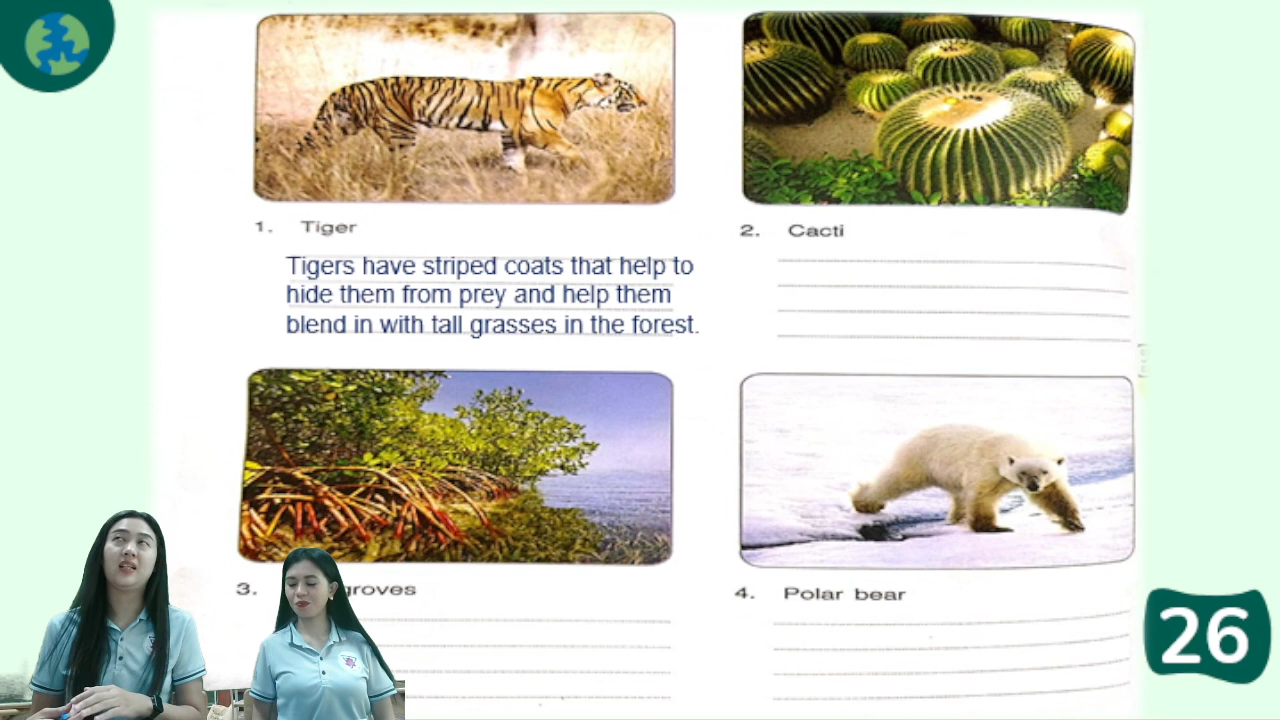 1. Tiger
Tigers have striped coats that help to
hide them from prey and help them
blend in with tall grasses in the forest.
2. Cacti
3. groves
4. Polar bear
26